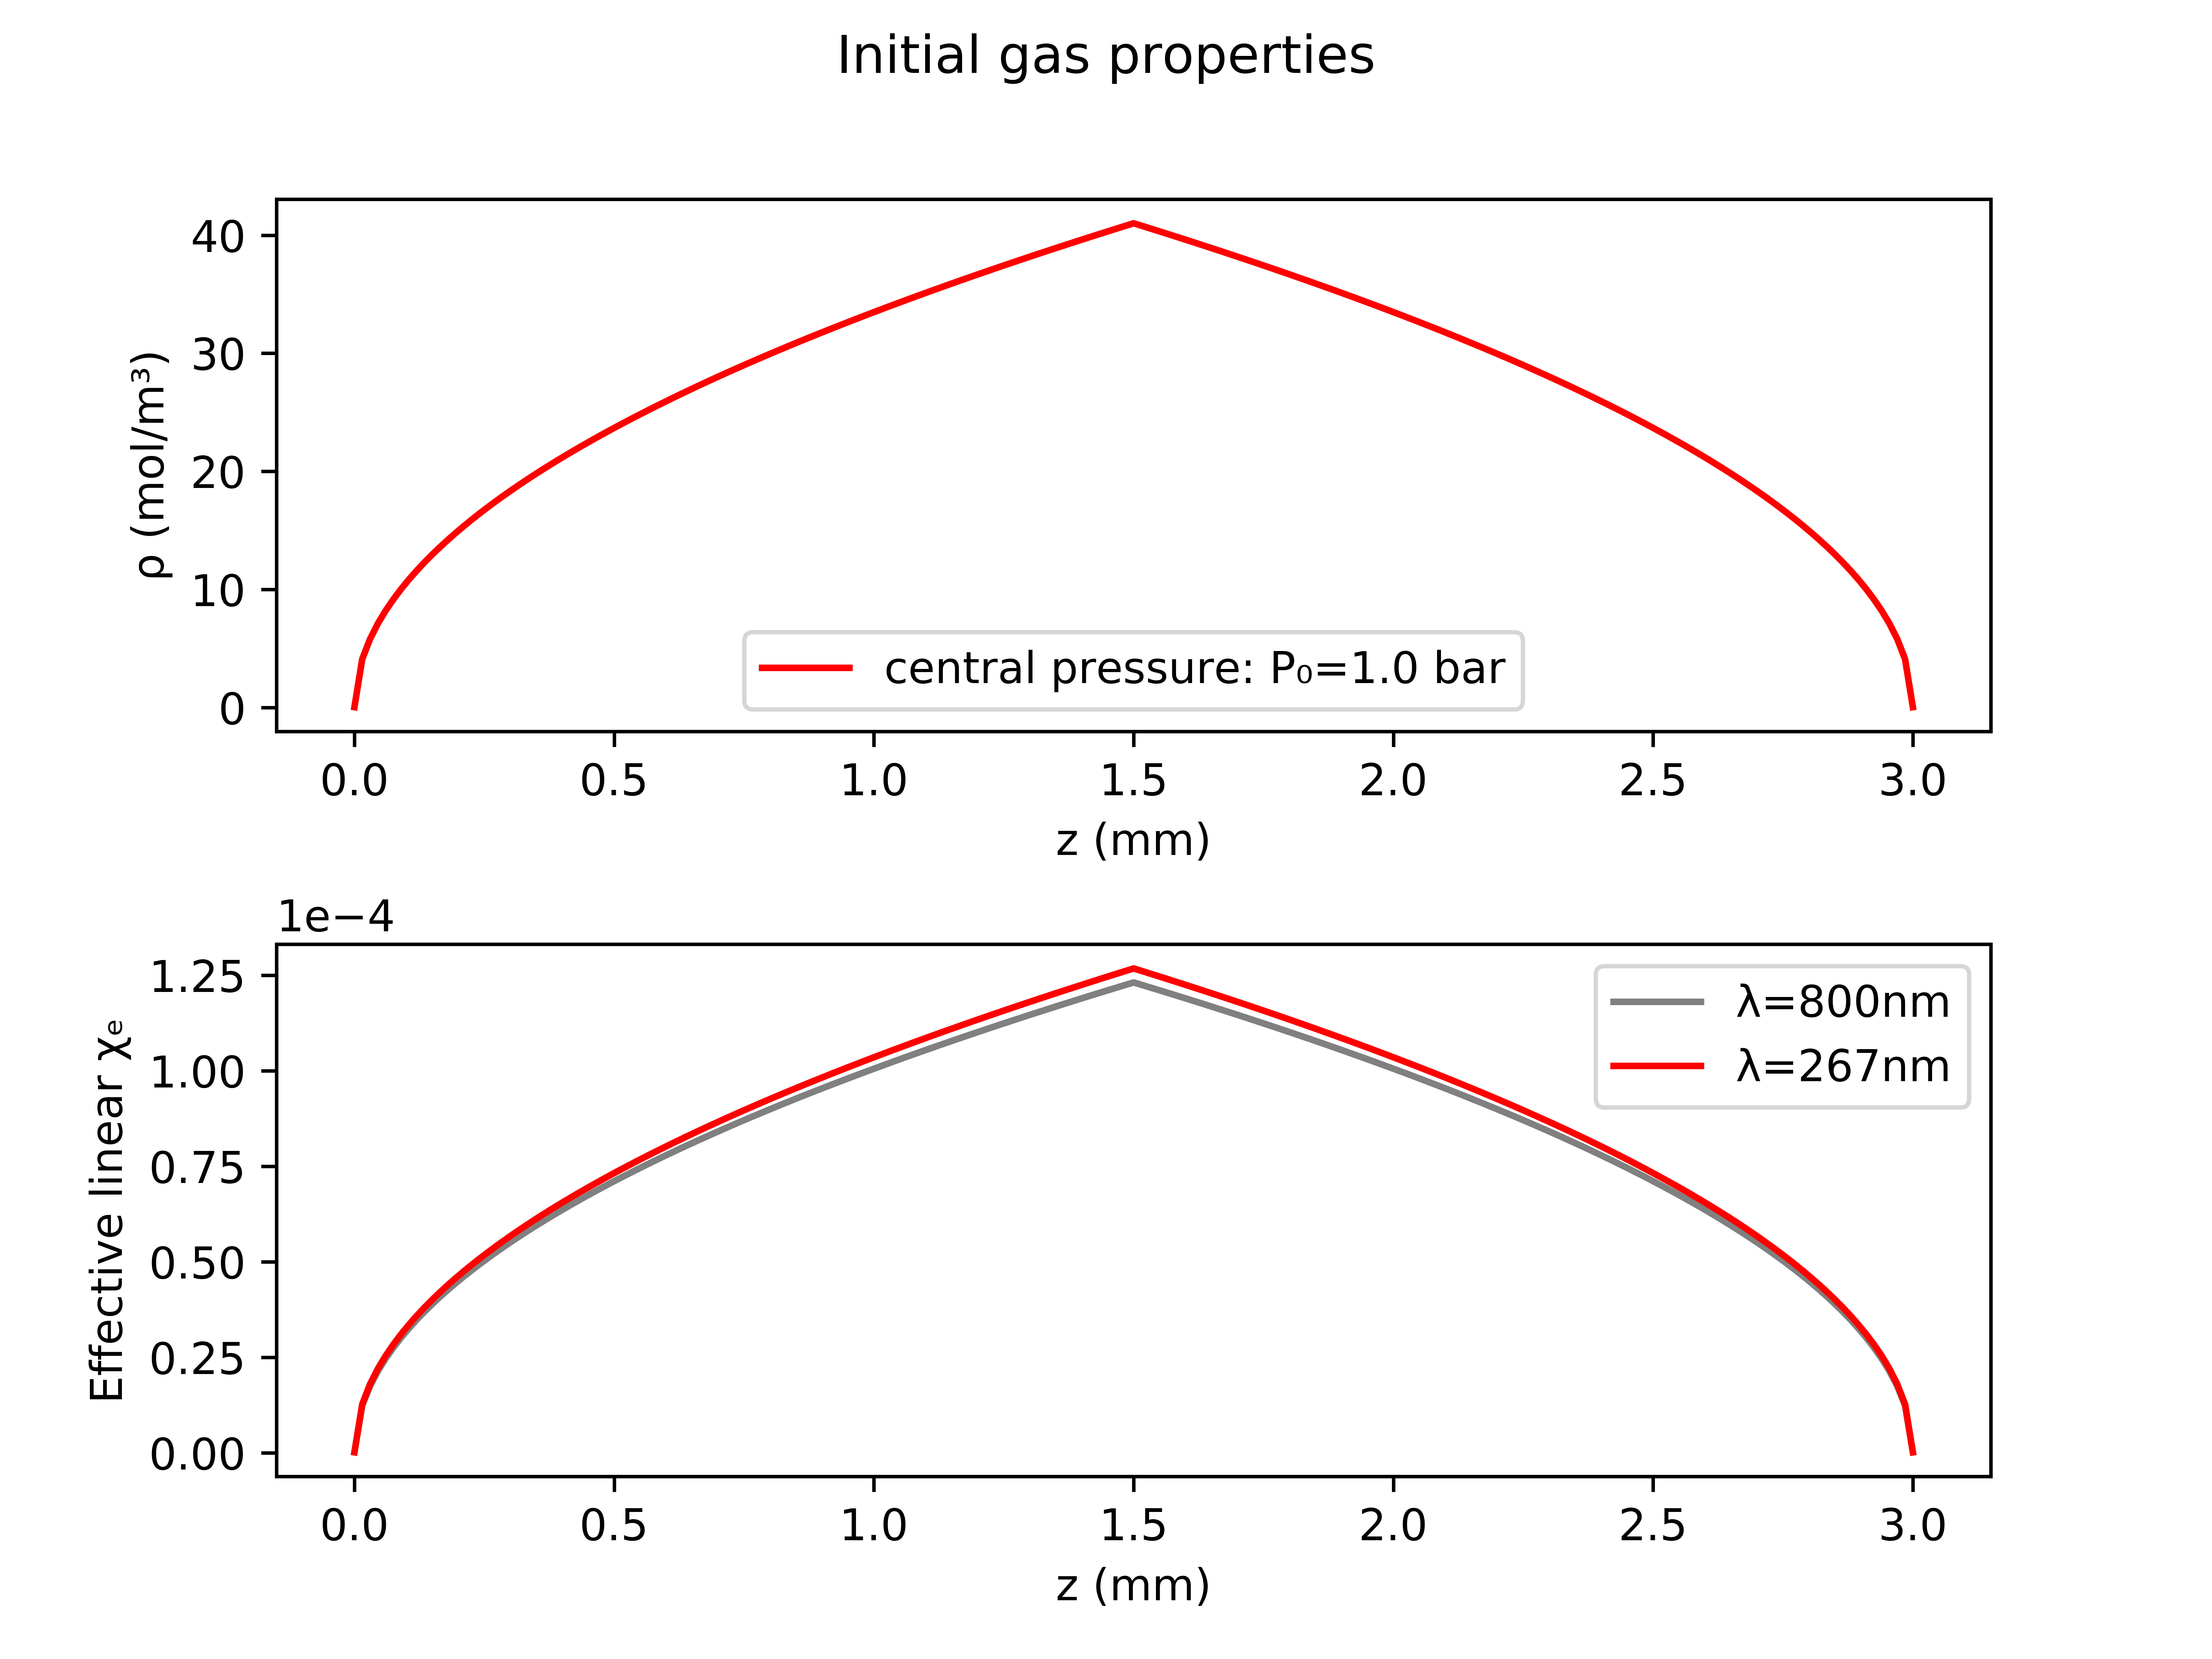 Initial gas properties
40
30
20
10
0
ρ (mol/m³)
central pressure: P₀=1.0 bar
0.0 0.5 1.0 1.5 2.0 2.5 3.0
z (mm)
1e−4
1.25
1.00
0.75
0.50
0.25
0.00
Effective linear χₑ
λ=800nm
λ=267nm
0.0 0.5 1.0 1.5 2.0 2.5 3.0
z (mm)